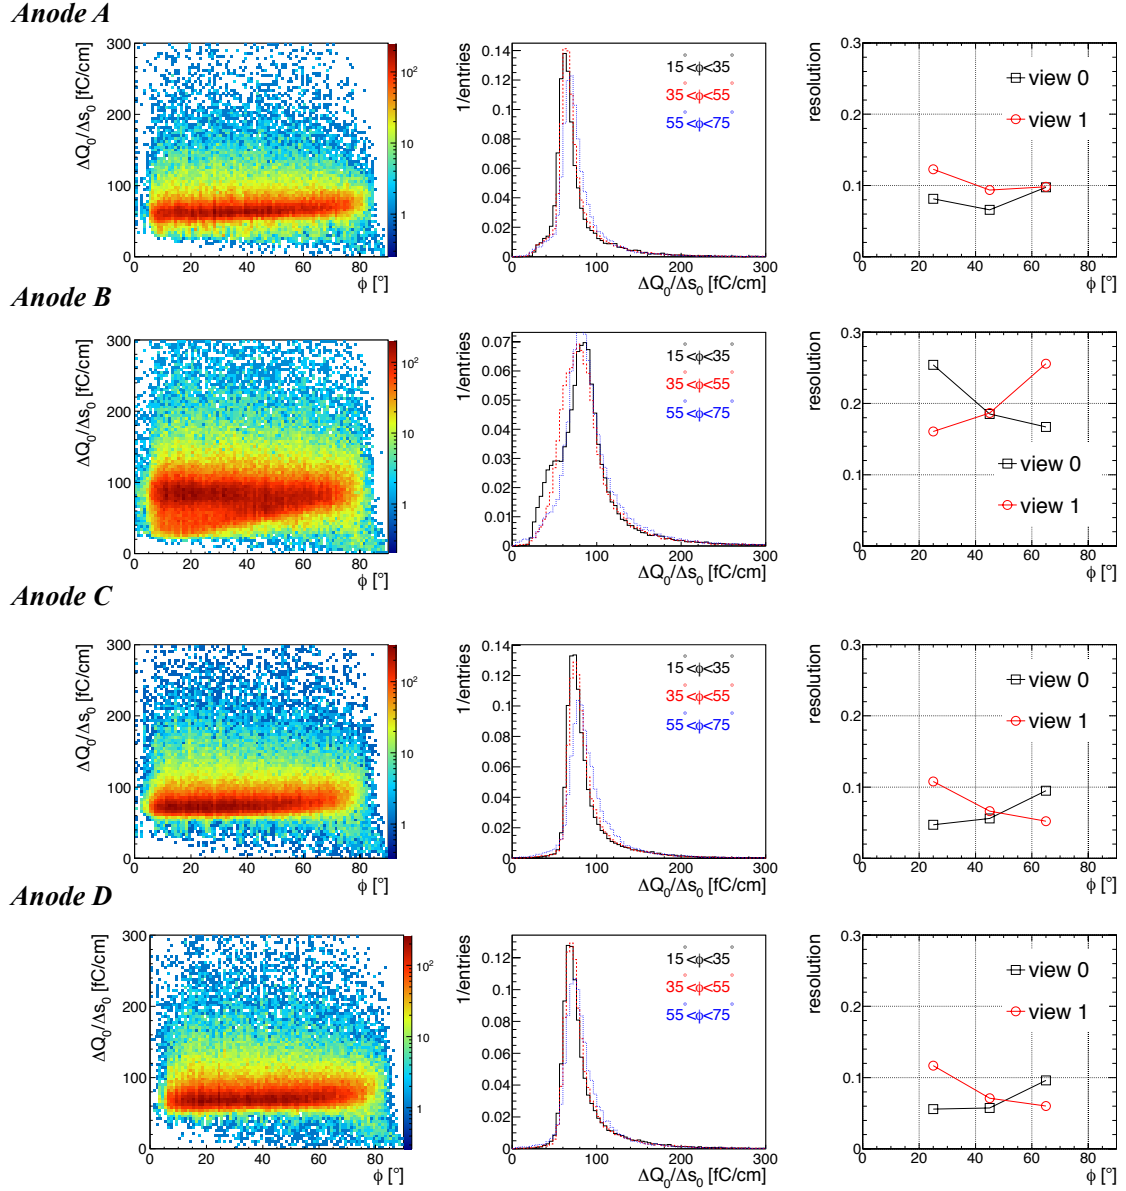 Anode A
ΔQ₀/Δs₀ [fC/cm]
300
200
100
0
0 20 40 60 80
ϕ [°]
10²
10
1
1/entries
0.14
0.12
0.1
0.08
0.06
0.04
0.02
0
0 100 200 300
ΔQ₀/Δs₀ [fC/cm]
15°<ϕ<35°
35°<ϕ<55°
55°<ϕ<75°
resolution
0.3
0.2
0.1
0
0 20 40 60 80
ϕ [°]
view 0
view 1
Anode B
ΔQ₀/Δs₀ [fC/cm]
300
200
100
0
0 20 40 60 80
ϕ [°]
10²
10
1
1/entries
0.07
0.06
0.05
0.04
0.03
0.02
0.01
0
0 100 200 300
ΔQ₀/Δs₀ [fC/cm]
15°<ϕ<35°
35°<ϕ<55°
55°<ϕ<75°
resolution
0.3
0.2
0.1
0
0 20 40 60 80
ϕ [°]
view 0
view 1
Anode C
ΔQ₀/Δs₀ [fC/cm]
300
200
100
0
0 20 40 60 80
ϕ [°]
10²
10
1
1/entries
0.14
0.12
0.1
0.08
0.06
0.04
0.02
0
0 100 200 300
ΔQ₀/Δs₀ [fC/cm]
15°<ϕ<35°
35°<ϕ<55°
55°<ϕ<75°
resolution
0.3
0.2
0.1
0
0 20 40 60 80
ϕ [°]
view 0
view 1
Anode D
ΔQ₀/Δs₀ [fC/cm]
300
200
100
0
0 20 40 60 80
ϕ [°]
10²
10
1
1/entries
0.12
0.1
0.08
0.06
0.04
0.02
0
0 100 200 300
ΔQ₀/Δs₀ [fC/cm]
15°<ϕ<35°
35°<ϕ<55°
55°<ϕ<75°
resolution
0.3
0.2
0.1
0
0 20 40 60 80
ϕ [°]
view 0
view 1